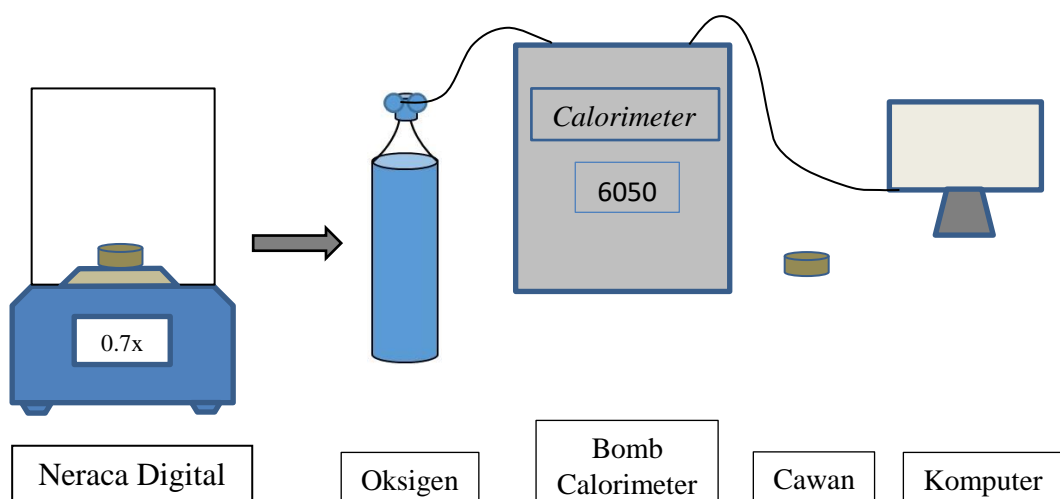 Calorimeter
6050
0.7x
Neraca Digital
Oksigen
Bomb
Calorimeter
Cawan
Komputer